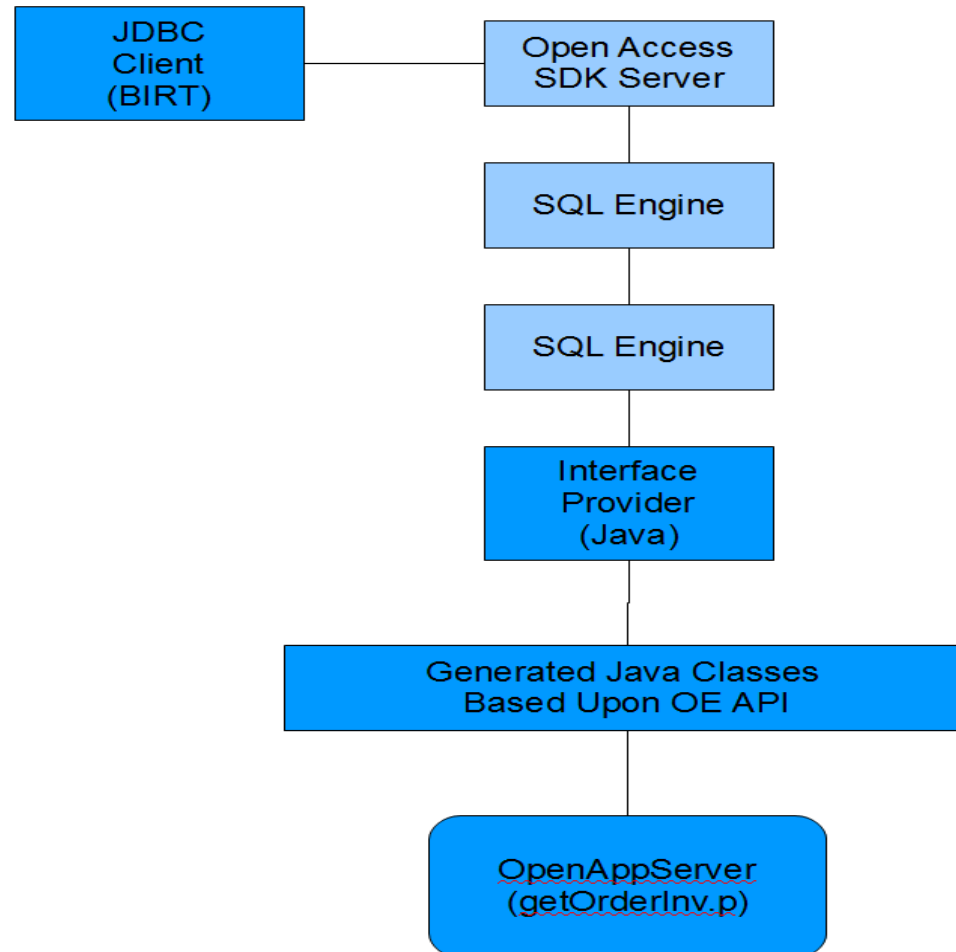 JDBC
Client
(BIRT)
Open Access
SDK Server
SQL Engine
SQL Engine
Interface
Provider
(Java)
Generated Java Classes
Based Upon OE API
OpenAppServer
(getOrderInv.p)